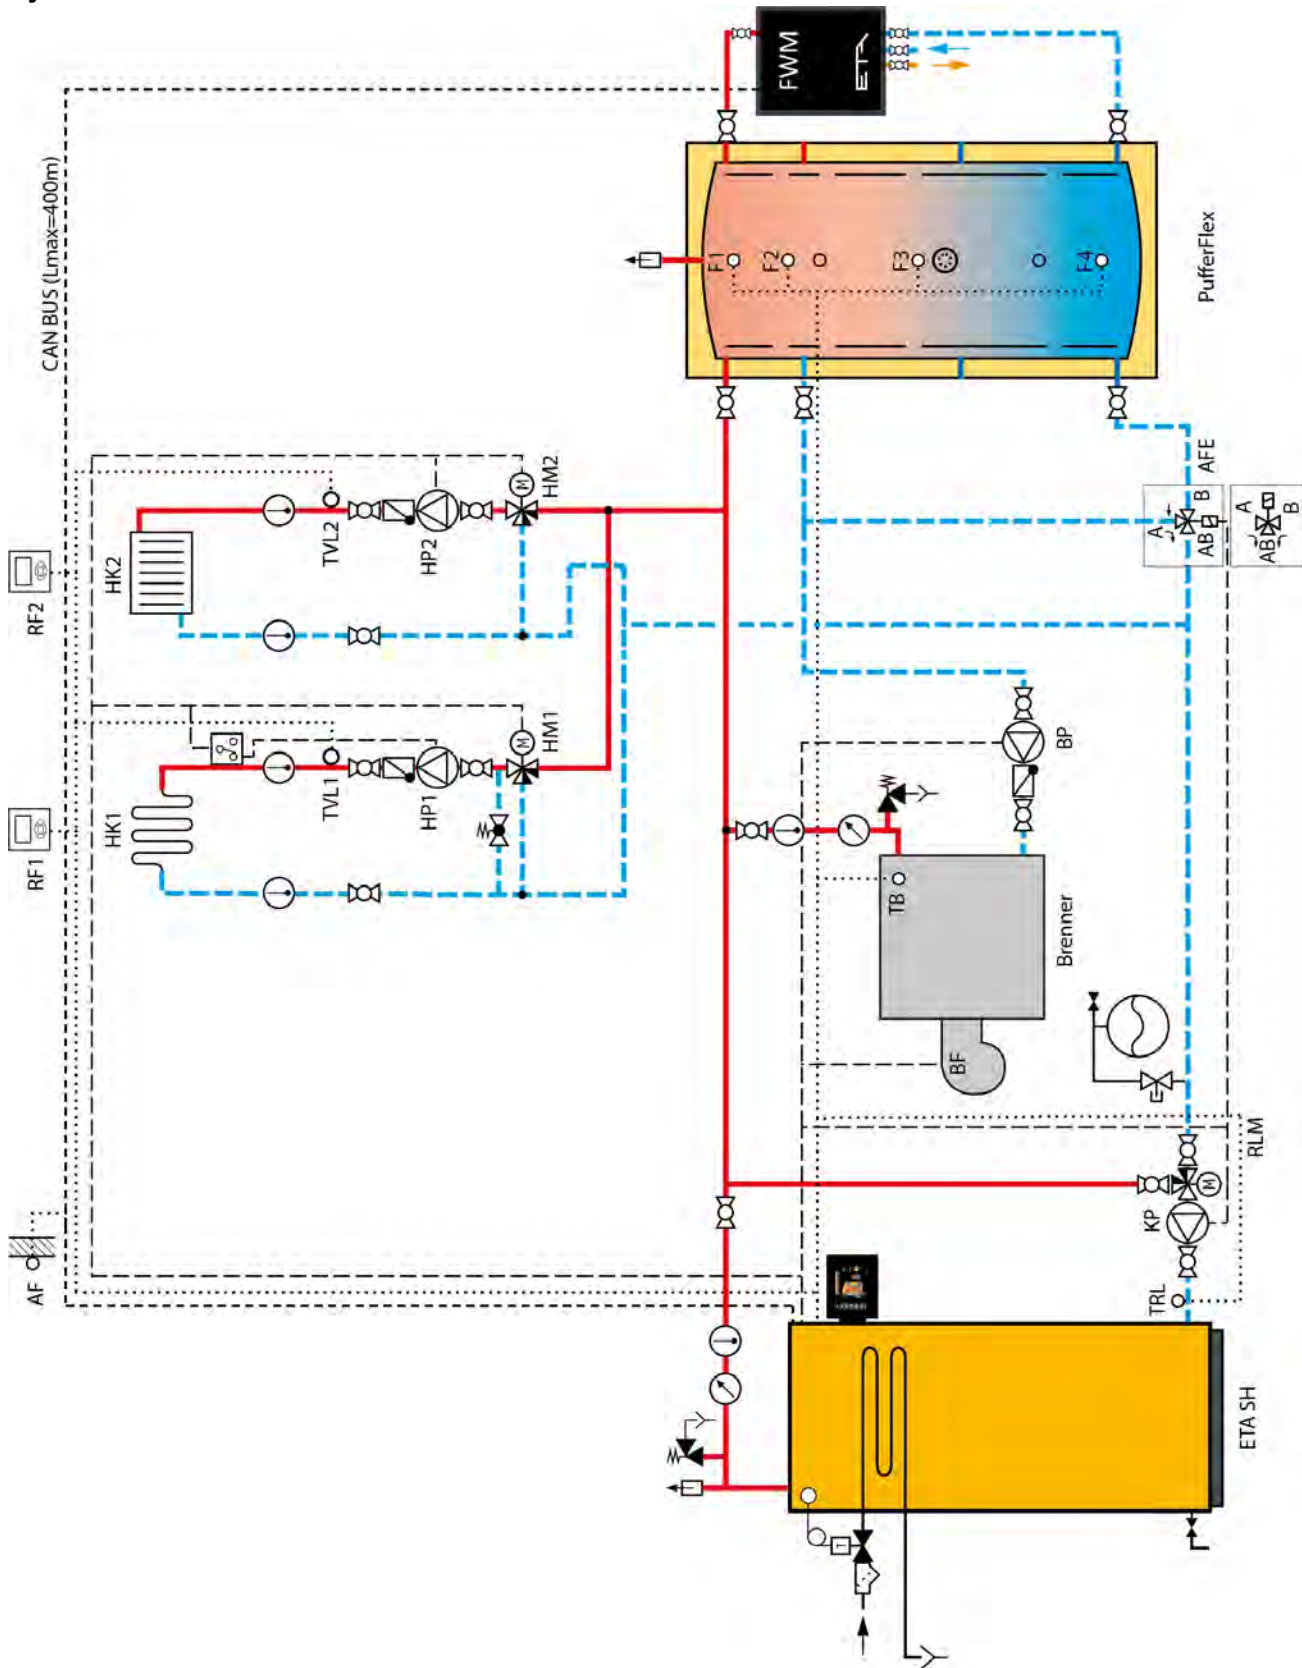 CAN BUS (Lmax=400m)
FWM
ETA
PufferFlex
F1
F2
F3
F4
RF2
HK2
TVL2
HP2
M
HM2
RF1
HK1
TVL1
HP1
M
HM1
AFE
A
B
AB
A
AB
B
BP
TB
Brenner
BF
RLM
KP
M
TRL
AF
ETA SH
T